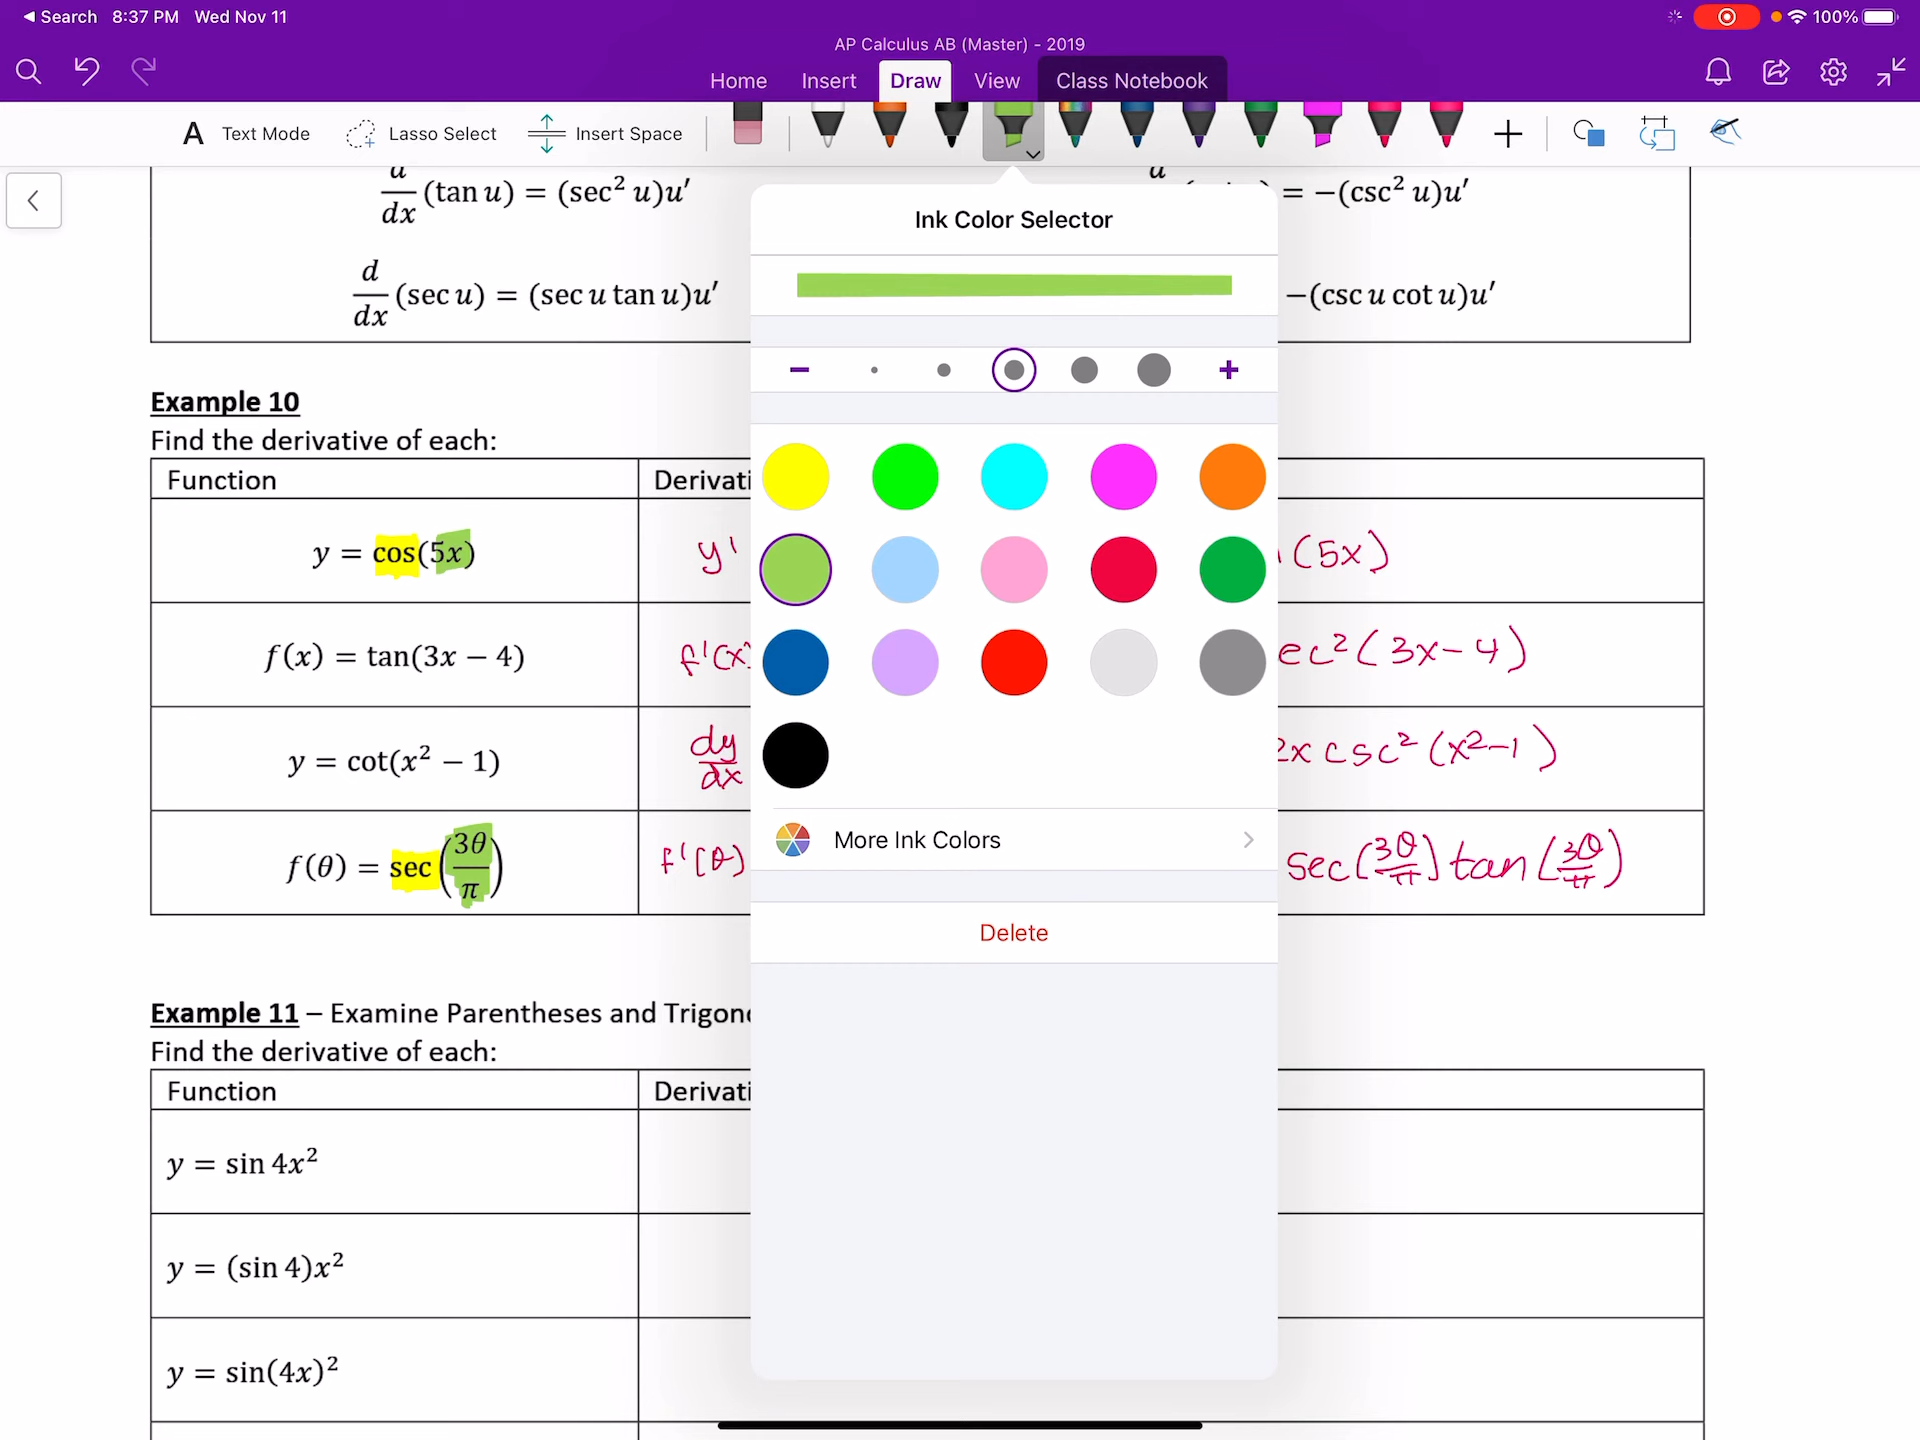 Search 8:37 PM Wed Nov 11 100%
AP Calculus AB (Master) - 2019
Home Insert Draw View Class Notebook
A Text Mode Lasso Select Insert Space
d/dx (tan u) = (sec² u)u′ = −(csc² u)u′
Ink Color Selector
d/dx (sec u) = (sec u tan u)u′ −(csc u cot u)u′
Example 10
Find the derivative of each:
Function Derivati
y = cos(5x) y' (5x)
f(x) = tan(3x − 4) f'(x) ec²(3x-4)
y = cot(x² − 1) dy/dx 2x csc²(x²-1)
More Ink Colors
f(θ) = sec(3θ/π) f'(θ) sec(3θ/π) tan(3θ/π)
Delete
Example 11 – Examine Parentheses and Trigono
Find the derivative of each:
Function Derivati
y = sin 4x²
y = (sin 4)x²
y = sin(4x)²